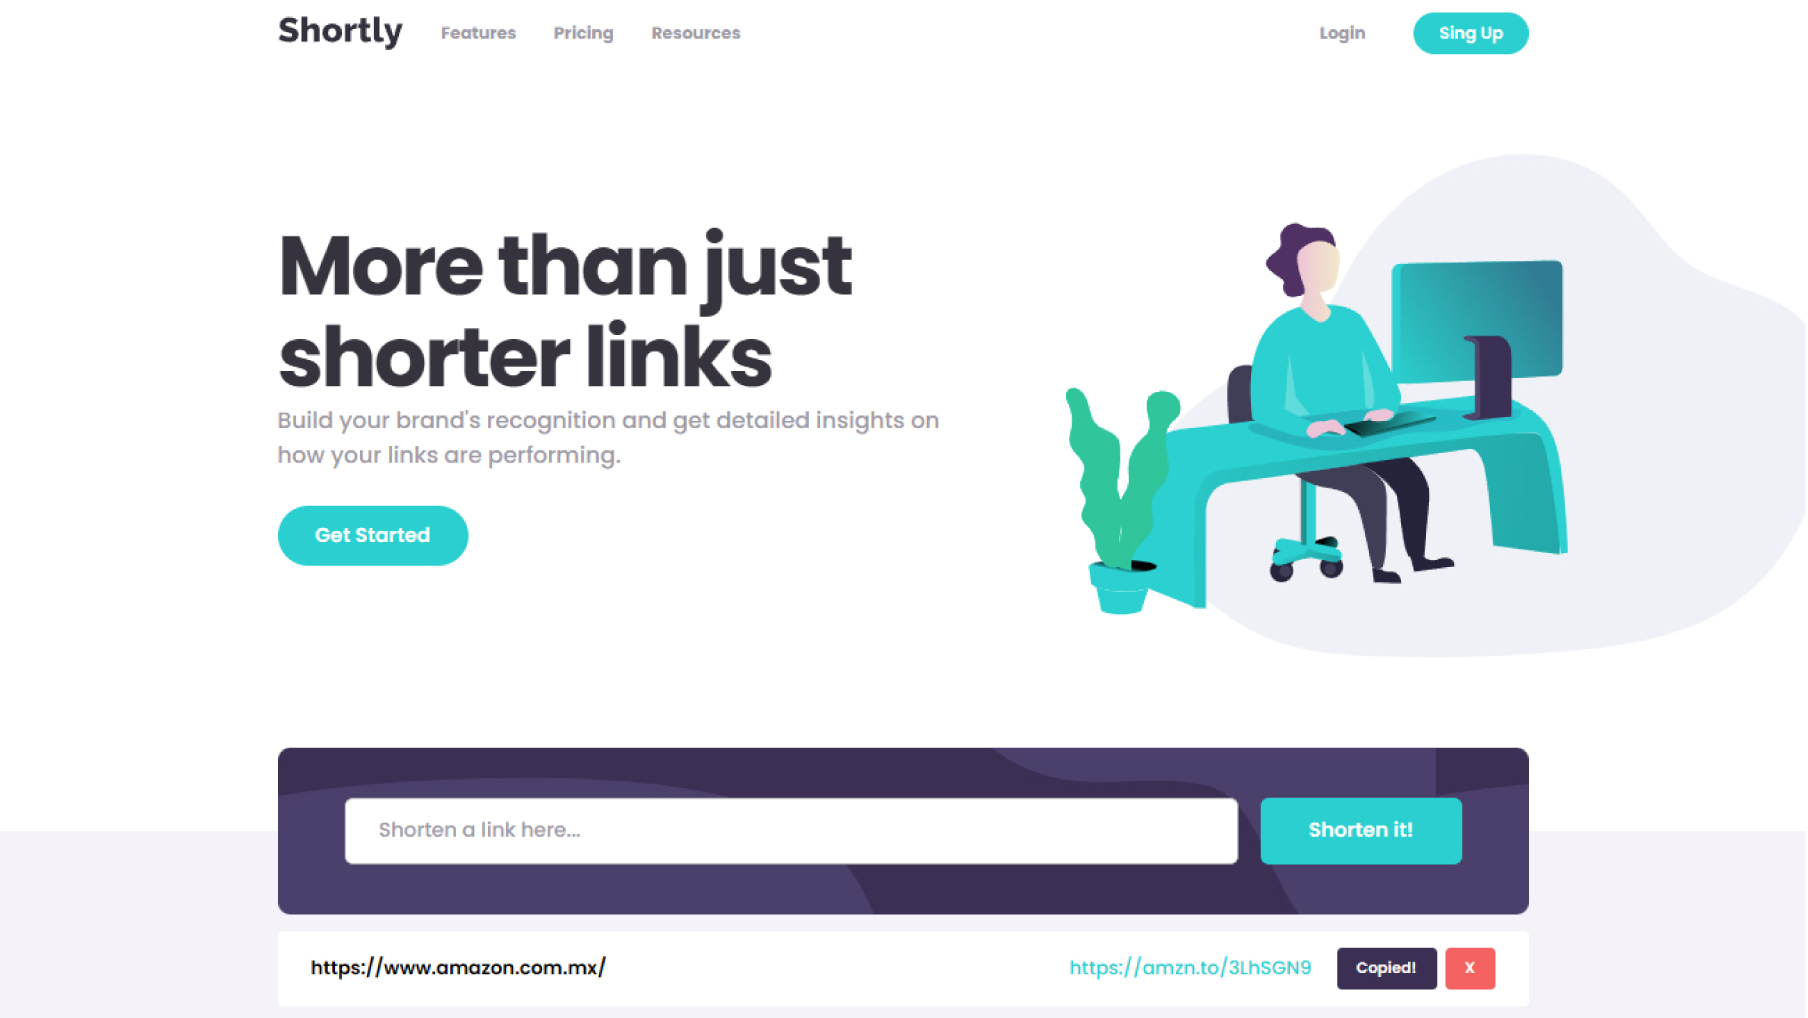 Shortly
Features
Pricing
Resources
Login
Sing Up
More than just
shorter links
Build your brand's recognition and get detailed insights on
how your links are performing.
Get Started
Shorten a link here...
Shorten it!
https://www.amazon.com.mx/
https://amzn.to/3LhSGN9
Copied!
X